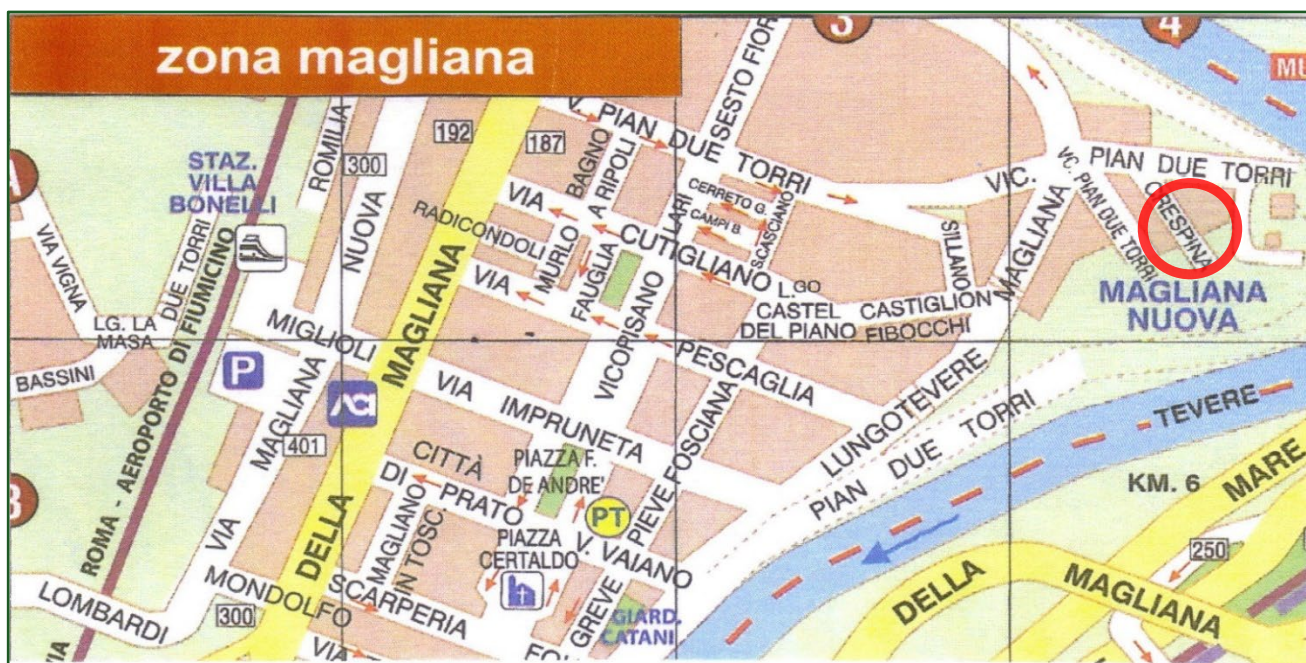 zona magliana
3
4
MU
192
187
300
V. PIAN DUE TORRI
SESTO FIOR
STAZ.
VILLA
BONELLI
ROMILIA
NUOVA
BAGNO
A RIPOLI
LARI
CERRETO G.
CAMPI B.
SCASCIANO
VIC. PIAN DUE TORRI
VC. PIAN DUE TORRI
CRESPINA
VIA VIGNA
DUE TORRI
RADICONDOLI
VIA CUTIGLIANO
MURLO
FAUGLIA
SILLANO
MAGLIANA
MAGLIANA
NUOVA
LG. LA
MASA
L.GO
CASTEL
DEL PIANO
CASTIGLION
FIBOCCHI
BASSINI
P
MIGLIOLI
VIA IMPRUNETA
VIA PESCAGLIA
VICOPISANO
LUNGOTEVERE
PIAN DUE TORRI
TEVERE
ROMA - AEROPORTO DI FIUMICINO
ACI
VIA MAGLIANA
401
DELLA MAGLIANA
CITTÀ
DI PRATO
PIAZZA F.
DE ANDRE'
PIEVE FOSCIANA
PT
KM. 6
MARE
250
MAGLIANO
IN TOSC.
PIAZZA
CERTALDO
V. VAIANO
LOMBARDI
MONDOLFO
300
SCARPERIA
GREVE
GIARD.
CATANI
DELLA MAGLIANA
VIA
VIA